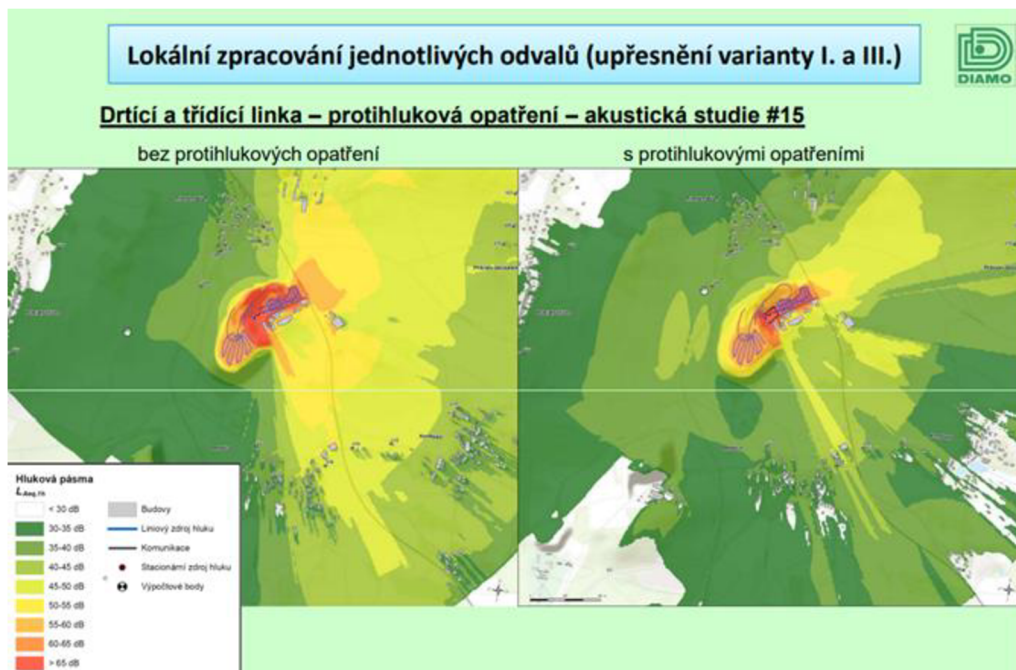 Lokální zpracování jednotlivých odvalů (upřesnění varianty I. a III.)
DIAMO
Drtící a třídící linka – protihluková opatření – akustická studie #15
bez protihlukových opatření
s protihlukovými opatřeními
Hluková pásma
< 30 dB
30-35 dB
35-40 dB
40-45 dB
45-50 dB
50-55 dB
55-60 dB
60-65 dB
> 65 dB
Budovy
Liniový zdroj hluku
Komunikace
Stacionární zdroj hluku
Výpočtové body